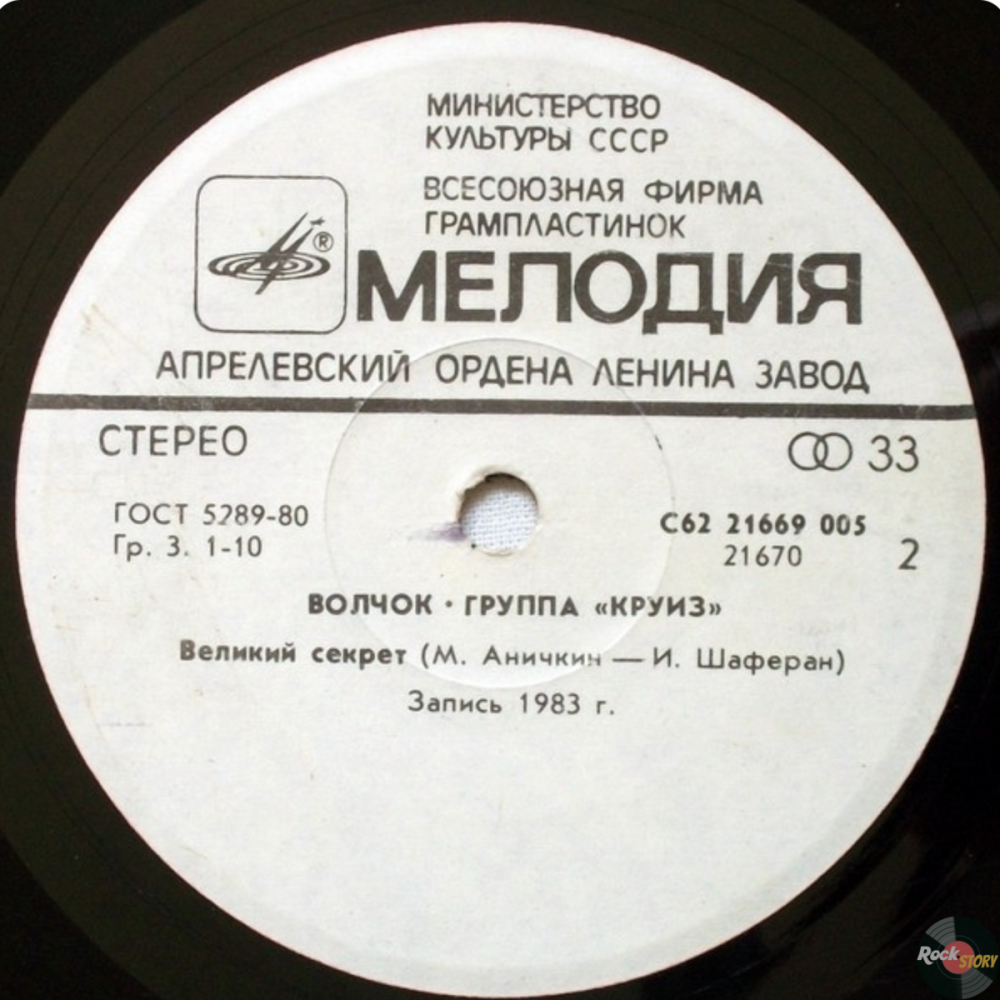 МИНИСТЕРСТВО
КУЛЬТУРЫ СССР
ВСЕСОЮЗНАЯ ФИРМА
ГРАМПЛАСТИНОК
®
МЕЛОДИЯ
АПРЕЛЕВСКИЙ ОРДЕНА ЛЕНИНА ЗАВОД
СТЕРЕО
33
ГОСТ 5289-80
Гр. 3. 1-10
С62 21669 005
21670
2
ВОЛЧОК · ГРУППА «КРУИЗ»
Великий секрет (М. Аничкин — И. Шаферан)
Запись 1983 г.
Rock STORY